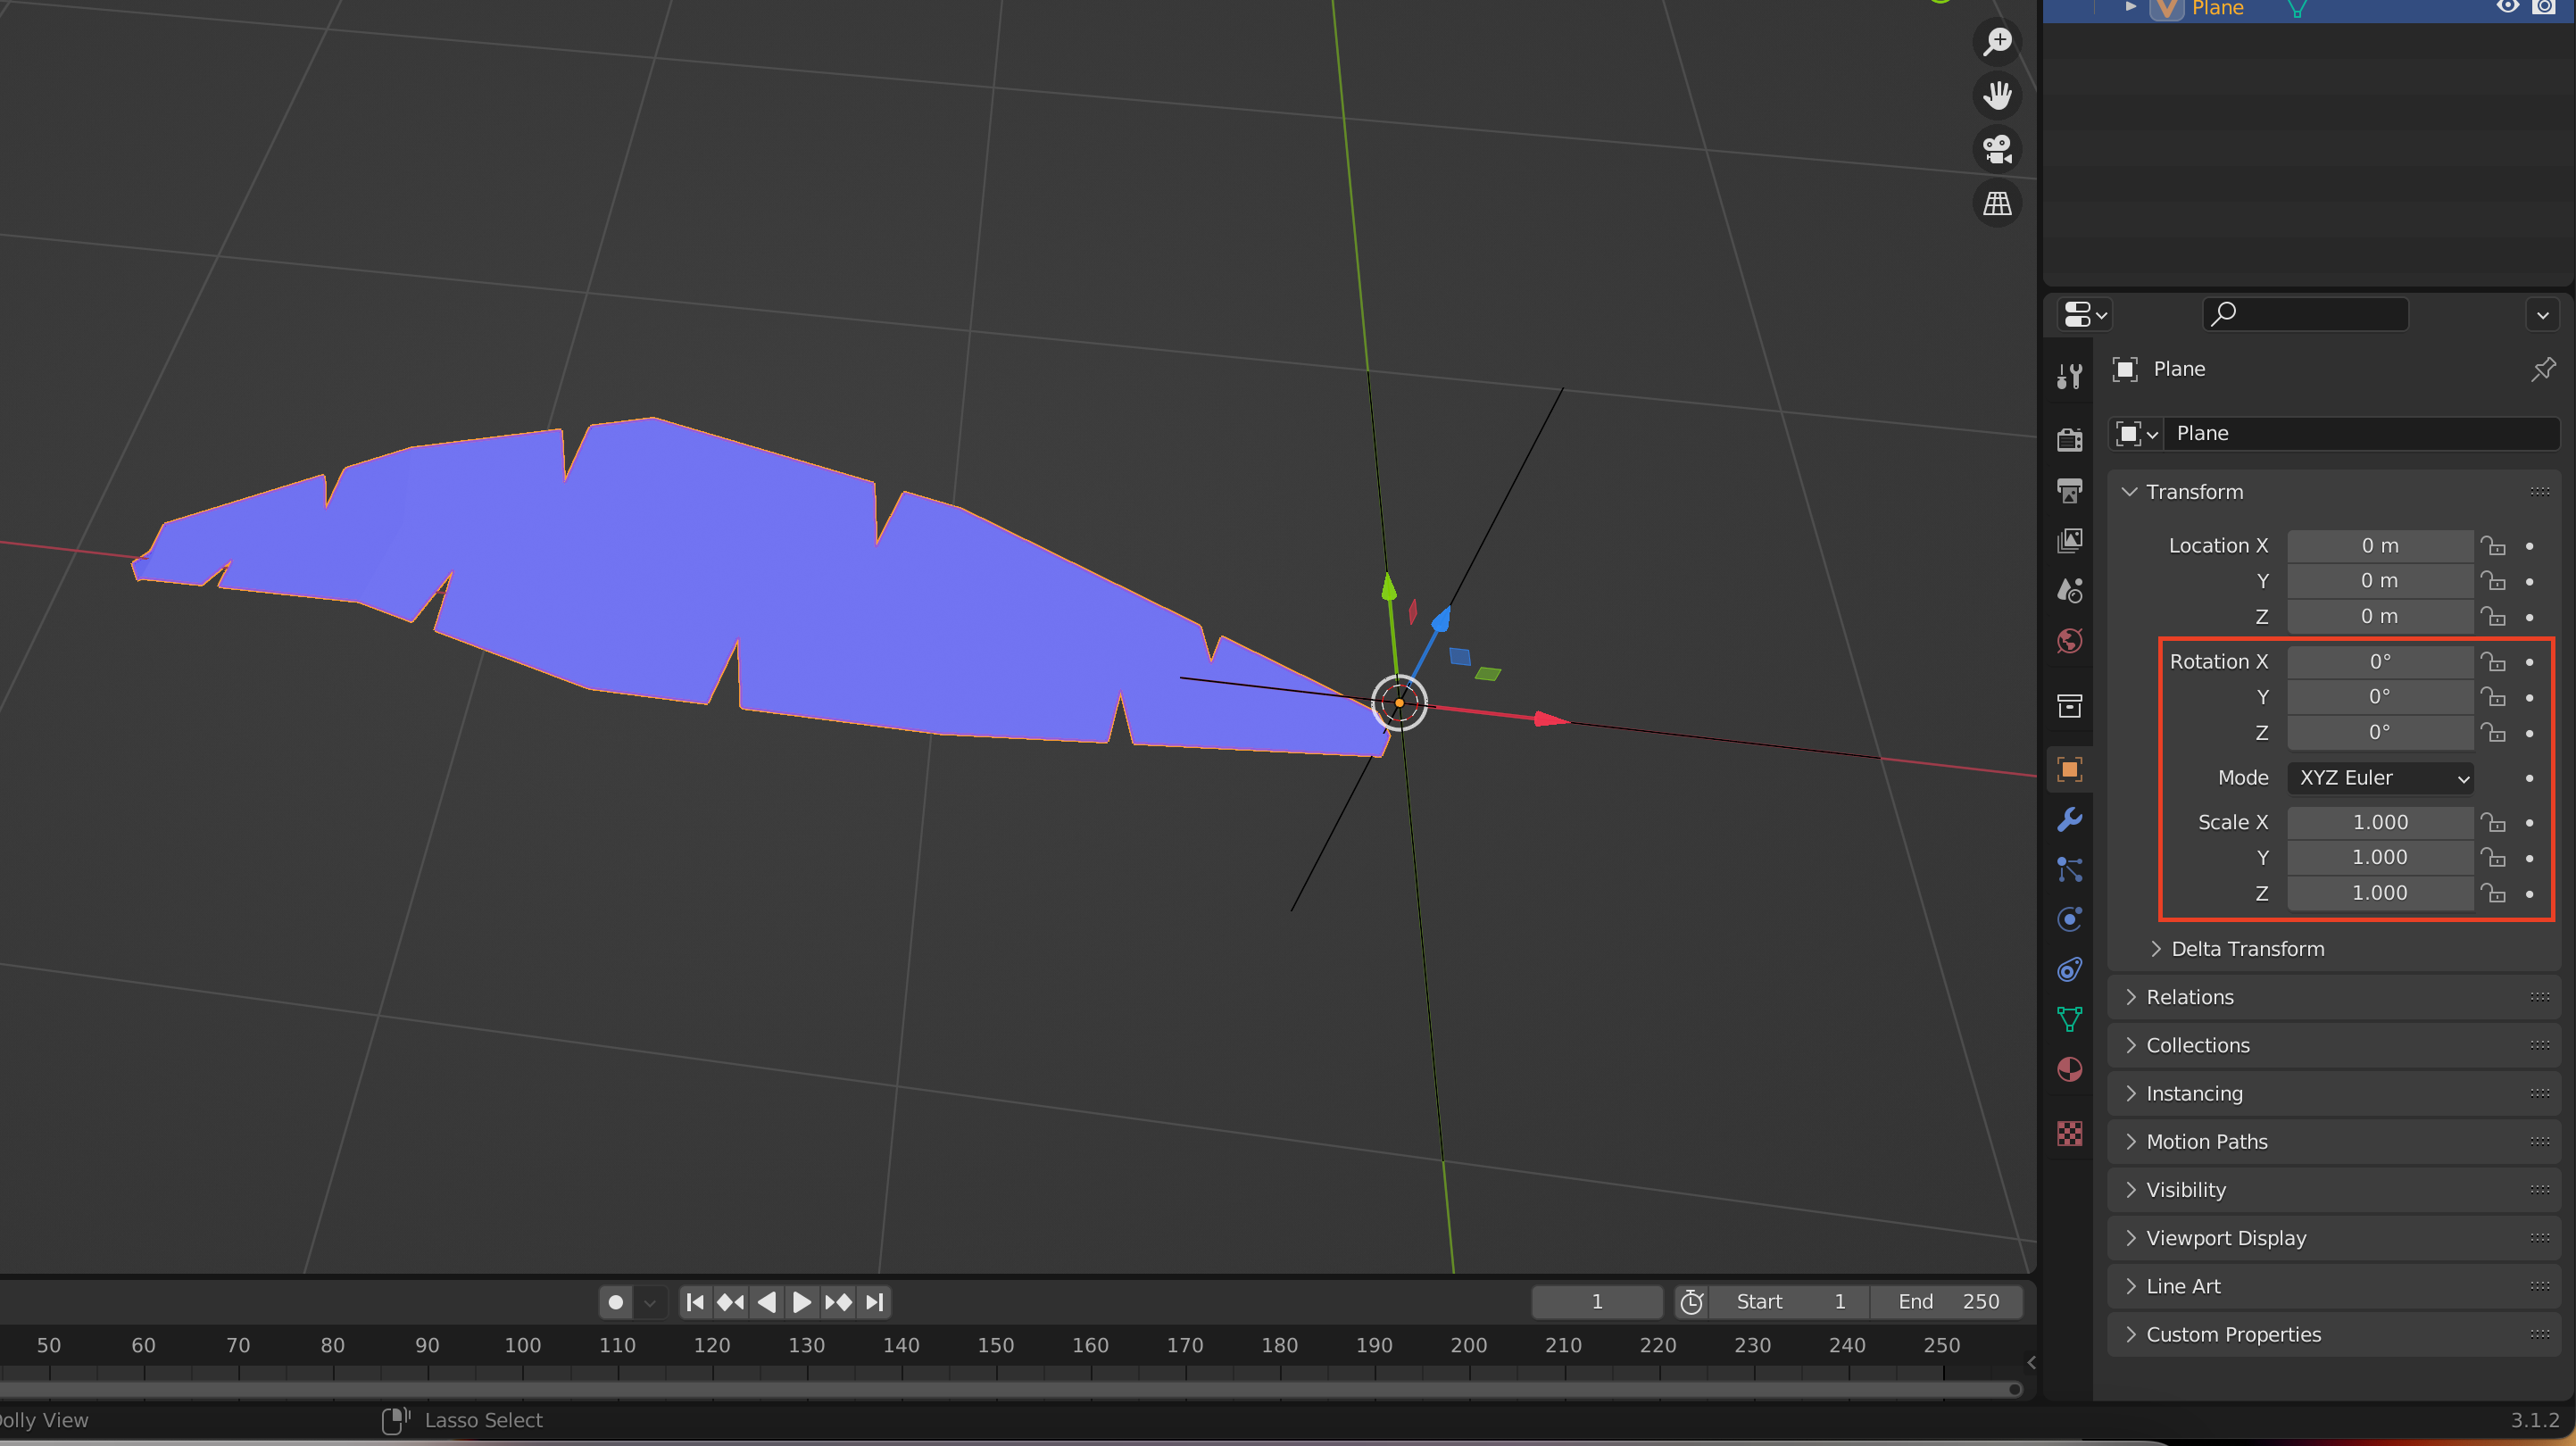 Plane
Plane
Plane
Transform
Location X 0 m
Y 0 m
Z 0 m
Rotation X 0°
Y 0°
Z 0°
Mode XYZ Euler
Scale X 1.000
Y 1.000
Z 1.000
Delta Transform
Relations
Collections
Instancing
Motion Paths
Visibility
Viewport Display
Line Art
Custom Properties
1 Start 1 End 250
50 60 70 80 90 100 110 120 130 140 150 160 170 180 190 200 210 220 230 240 250
olly View Lasso Select 3.1.2